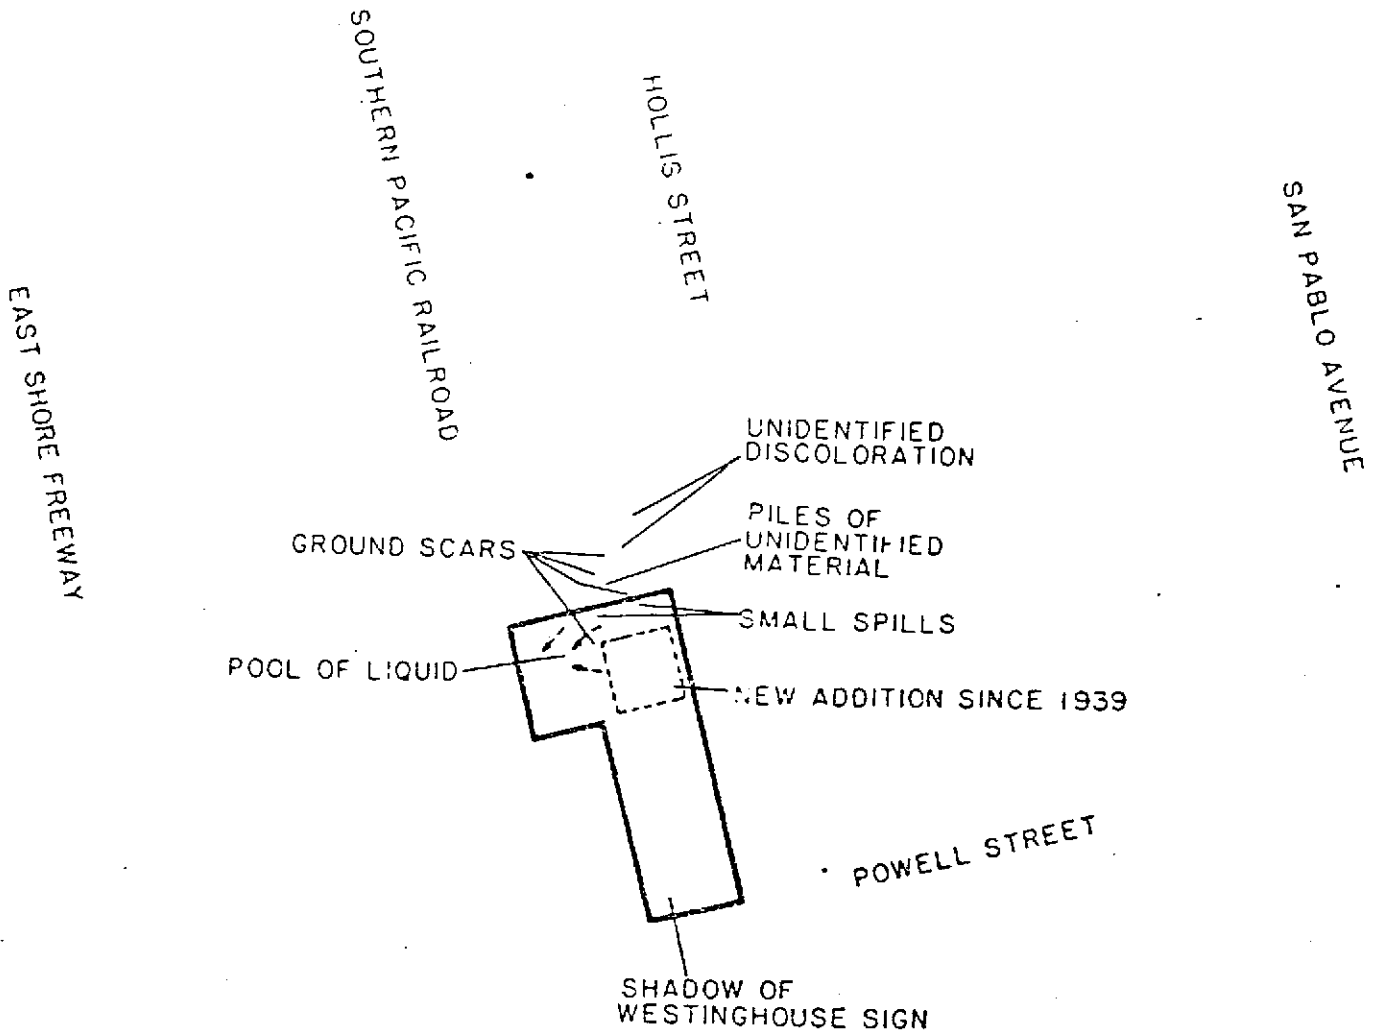 SOUTHERN PACIFIC RAILROAD
HOLLIS STREET
SAN PABLO AVENUE
EAST SHORE FREEWAY
UNIDENTIFIED
DISCOLORATION
PILES OF
UNIDENTIFIED
MATERIAL
GROUND SCARS
SMALL SPILLS
POOL OF LIQUID
NEW ADDITION SINCE 1939
POWELL STREET
SHADOW OF
WESTINGHOUSE SIGN